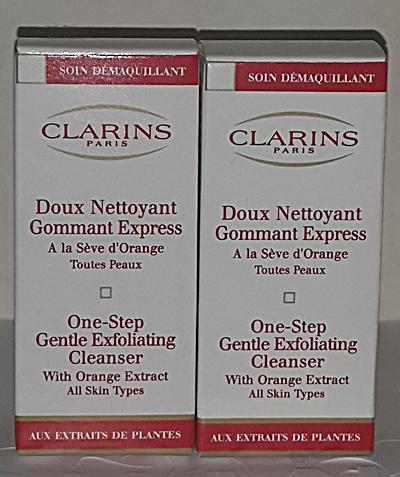 SOIN DÉMAQUILLANT
CLARINS
PARIS
Doux Nettoyant
Gommant Express
A la Sève d'Orange
Toutes Peaux
One-Step
Gentle Exfoliating
Cleanser
With Orange Extract
All Skin Types
AUX EXTRAITS DE PLANTES
SOIN DÉMAQUILLANT
CLARINS
PARIS
Doux Nettoyant
Gommant Express
A la Sève d'Orange
Toutes Peaux
One-Step
Gentle Exfoliating
Cleanser
With Orange Extract
All Skin Types
AUX EXTRAITS DE PLANTES